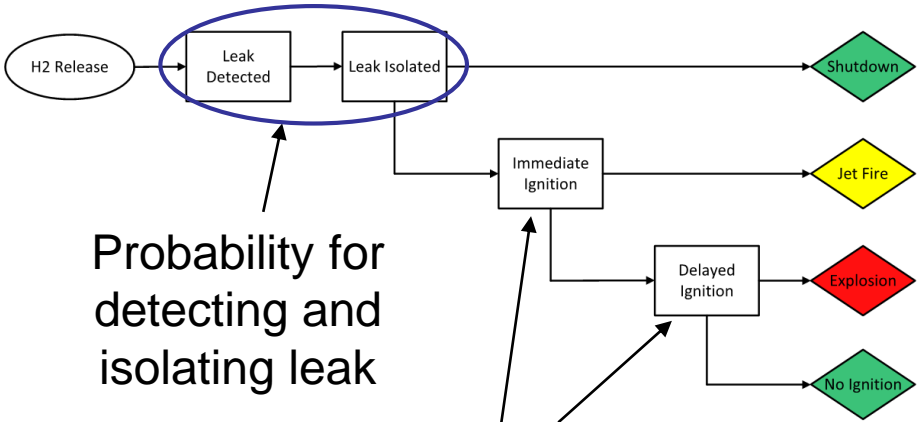 H2 Release
Leak
Detected
Leak Isolated
Shutdown
Immediate
Ignition
Jet Fire
Probability for
detecting and
isolating leak
Delayed
Ignition
Explosion
No Ignition